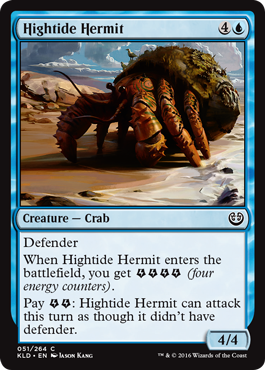 Hightide Hermit 4
Creature — Crab
Defender
When Hightide Hermit enters the
battlefield, you get (four
energy counters).
Pay : Hightide Hermit can attack
this turn as though it didn't have
defender.
4/4
051/264 C
KLD • EN Jason Kang
™ & © 2016 Wizards of the Coast